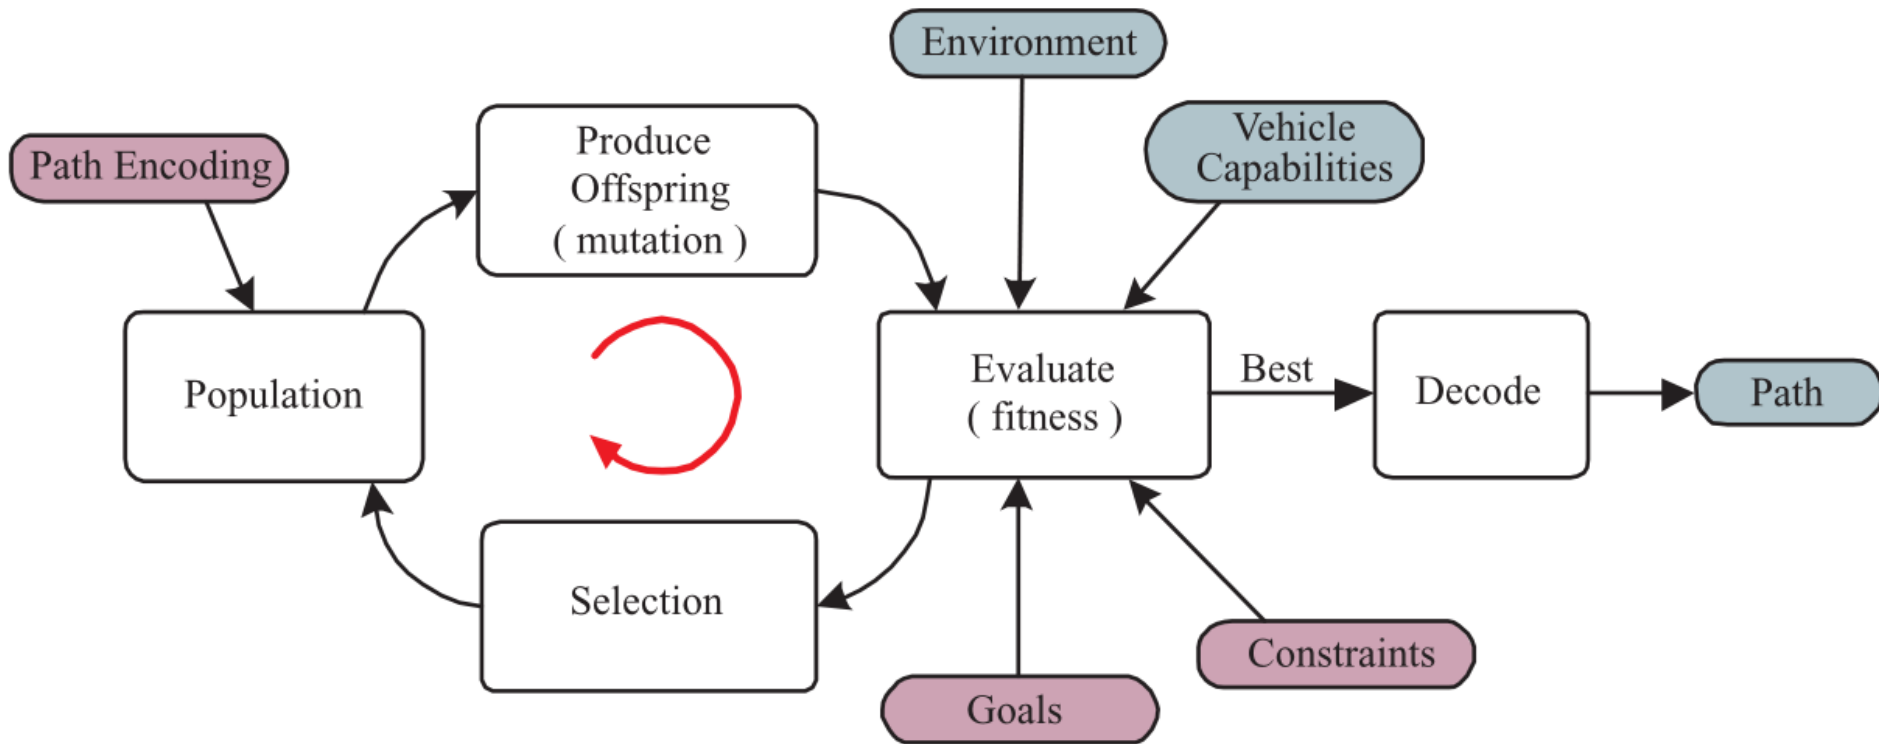 Environment
Vehicle
Capabilities
Path Encoding
Produce
Offspring
( mutation )
Population
Evaluate
( fitness )
Best
Decode
Path
Selection
Constraints
Goals